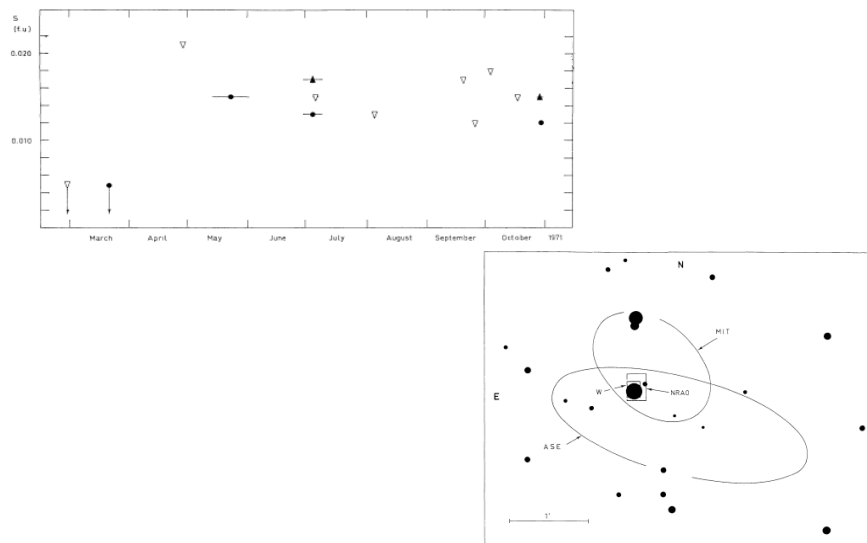 S
(f.u.)
0.020
0.010
March April May June July August September October 1971
N
MIT
W NRAO
E
ASE
1'